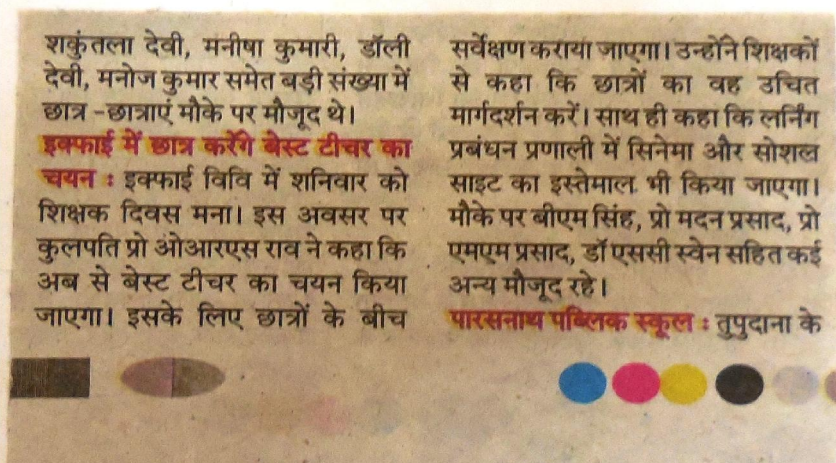 शकुंतला देवी, मनीषा कुमारी, डॉली
देवी, मनोज कुमार समेत बड़ी संख्या में
छात्र -छात्राएं मौके पर मौजूद थे।
इक्फाई में छात्र करेंगे बेस्ट टीचर का
चयन : इक्फाई विवि में शनिवार को
शिक्षक दिवस मना। इस अवसर पर
कुलपति प्रो ओआरएस राव ने कहा कि
अब से बेस्ट टीचर का चयन किया
जाएगा। इसके लिए छात्रों के बीच
सर्वेक्षण कराया जाएगा। उन्होंने शिक्षकों
से कहा कि छात्रों का वह उचित
मार्गदर्शन करें। साथ ही कहा कि लर्निंग
प्रबंधन प्रणाली में सिनेमा और सोशल
साइट का इस्तेमाल भी किया जाएगा।
मौके पर बीएम सिंह, प्रो मदन प्रसाद, प्रो
एमएम प्रसाद, डॉ एससी स्वेन सहित कई
अन्य मौजूद रहे।
पारसनाथ पब्लिक स्कूल : तुपुदाना के